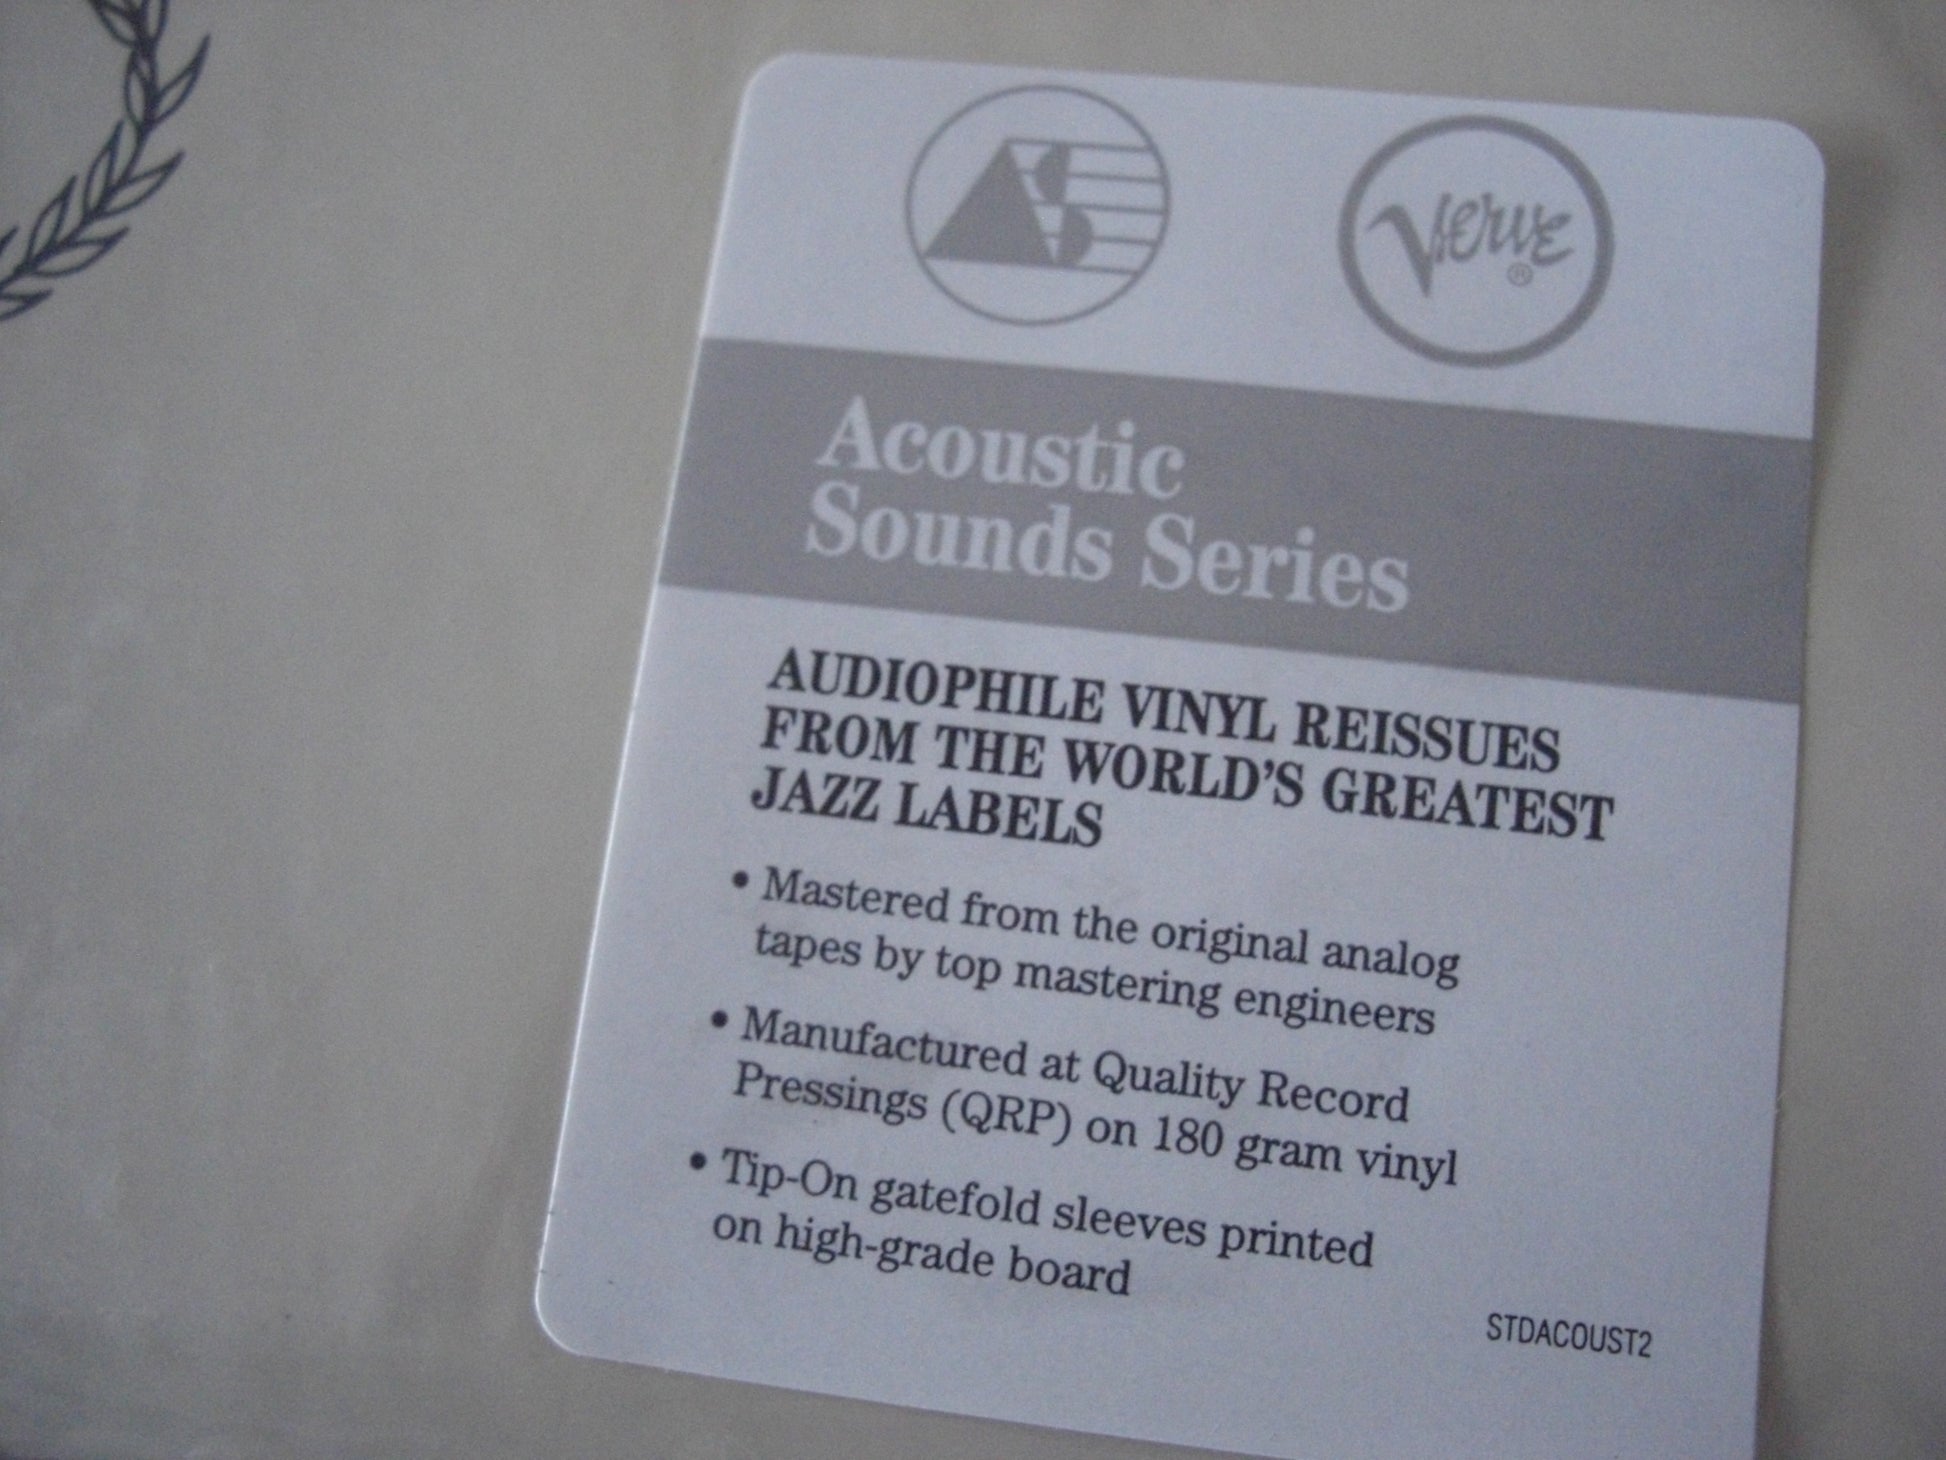 AS
Verve
®
Acoustic
Sounds Series
AUDIOPHILE VINYL REISSUES
FROM THE WORLD'S GREATEST
JAZZ LABELS
• Mastered from the original analog
tapes by top mastering engineers
• Manufactured at Quality Record
Pressings (QRP) on 180 gram vinyl
• Tip-On gatefold sleeves printed
on high-grade board
STDACOUST2